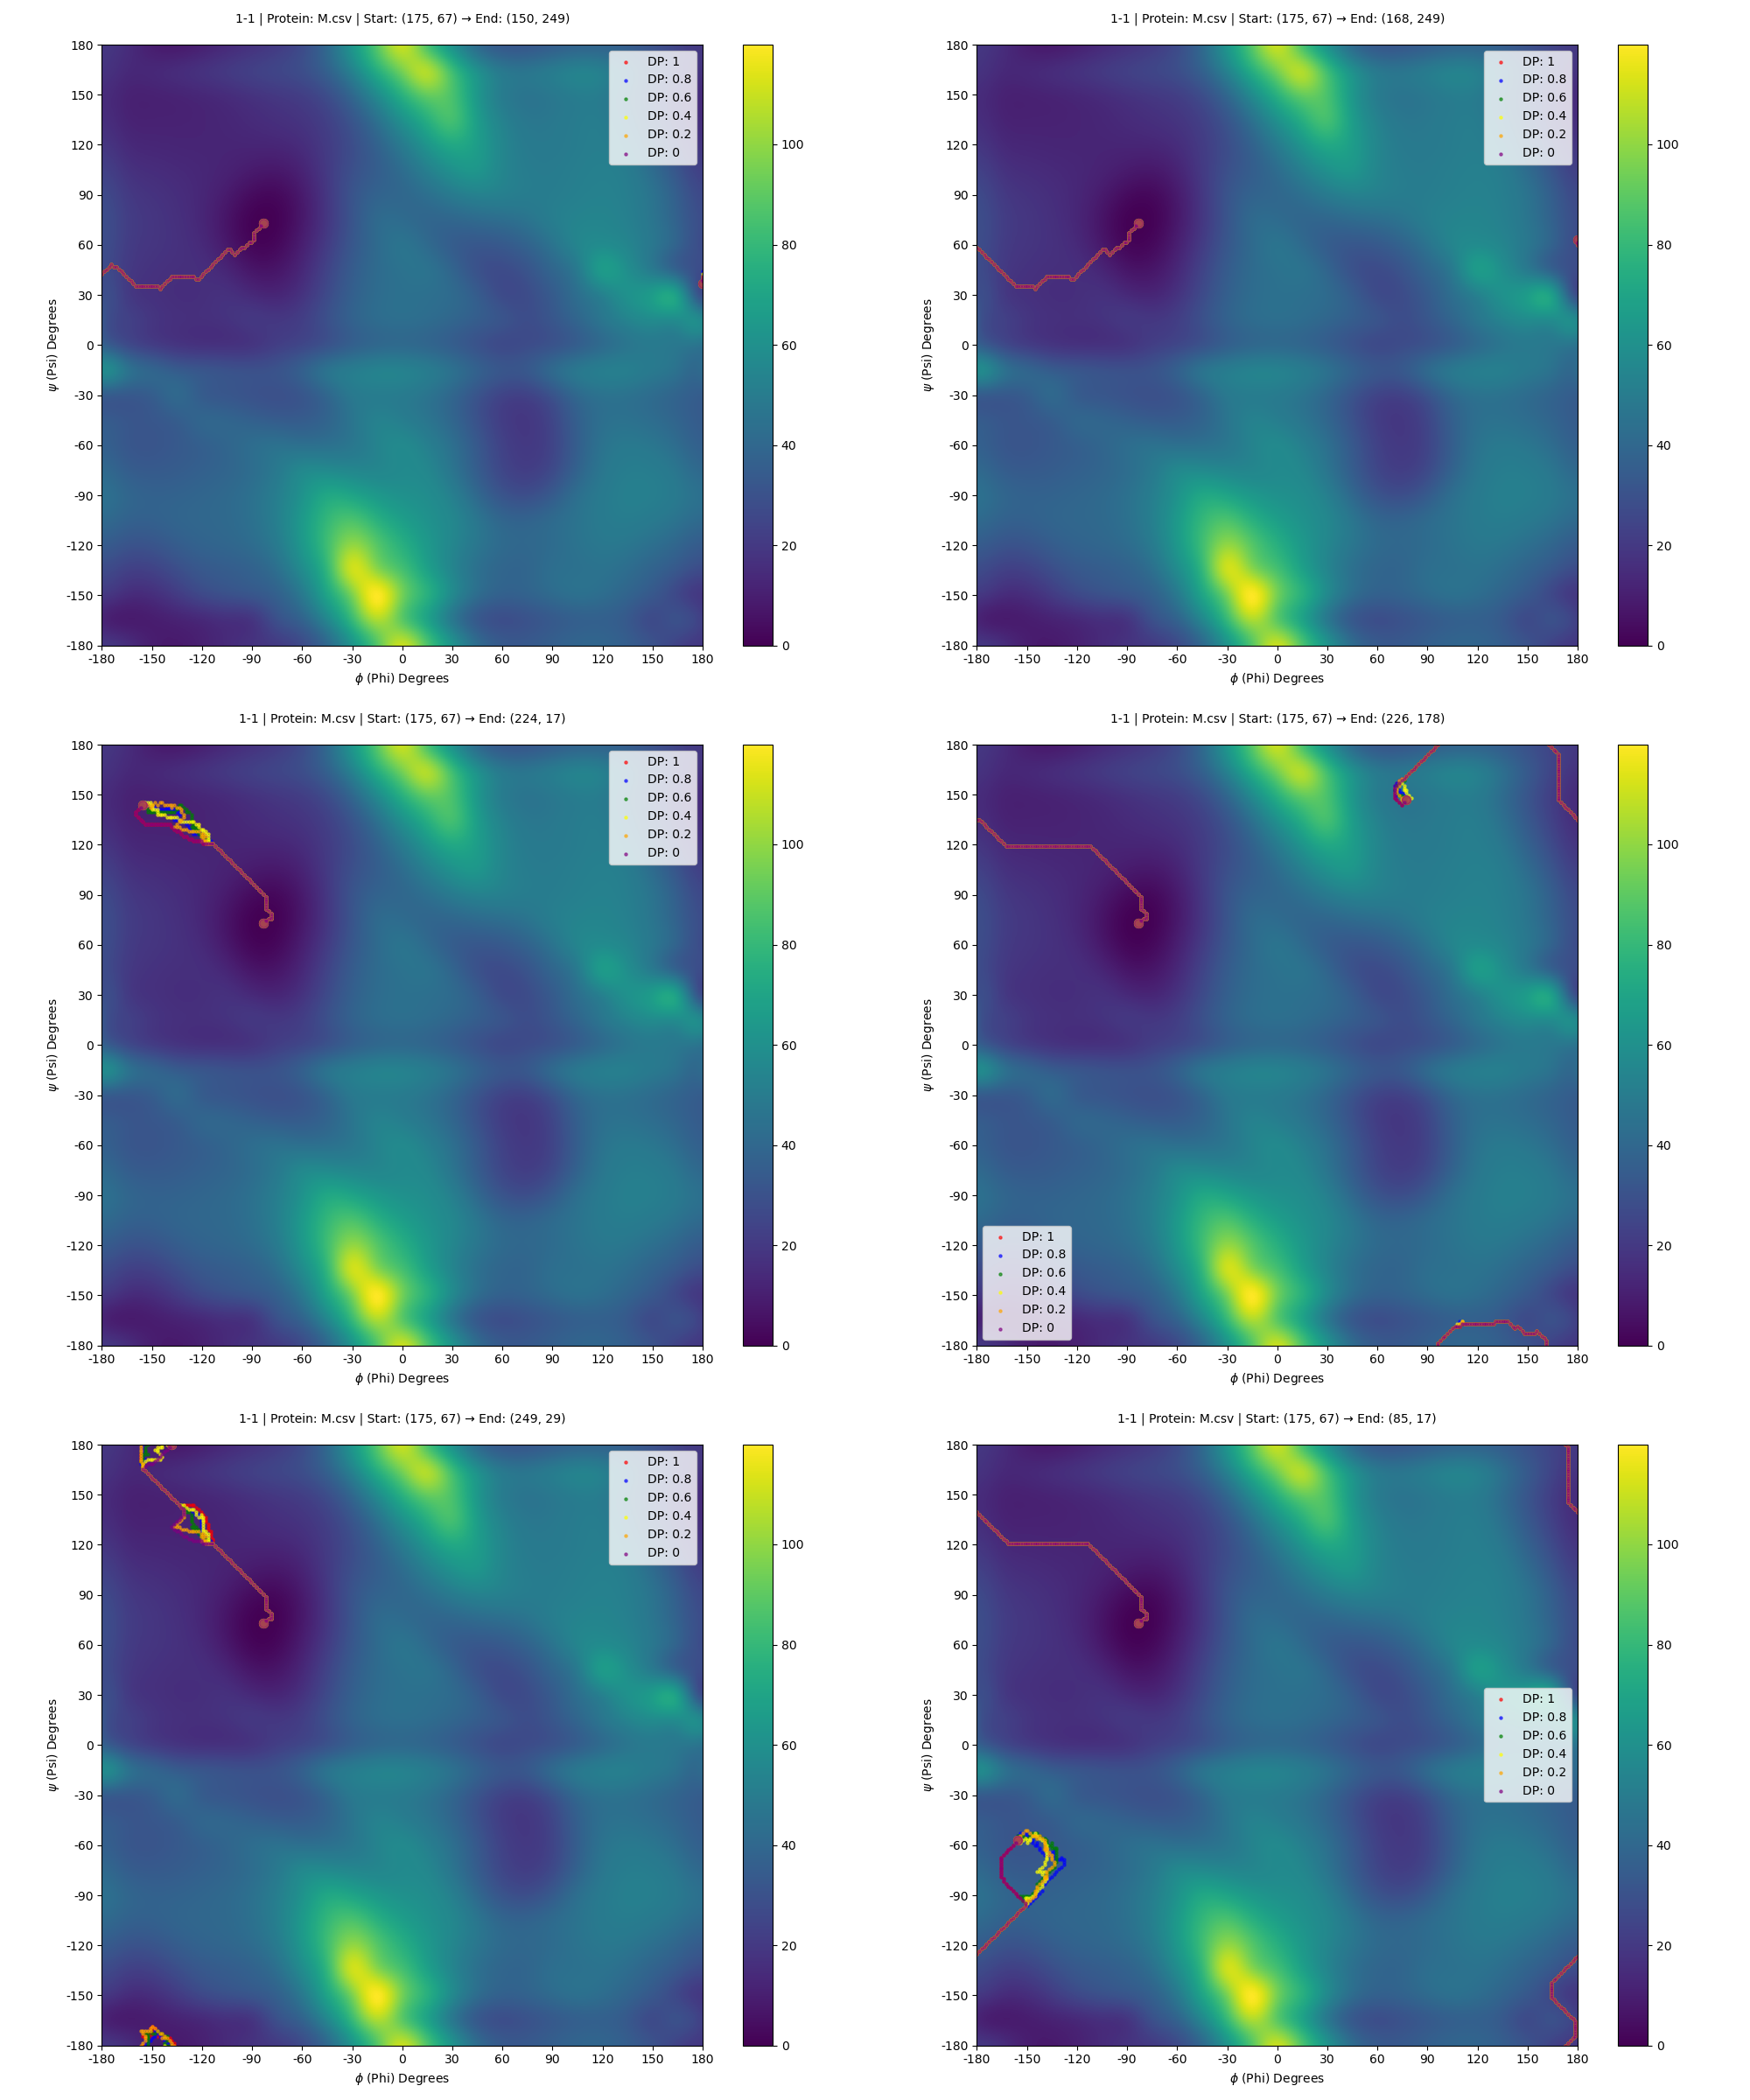 1-1 | Protein: M.csv | Start: (175, 67) → End: (150, 249)
180
150
120
90
60
30
0
-30
-60
-90
-120
-150
-180
ψ (Psi) Degrees
-180 -150 -120 -90 -60 -30 0 30 60 90 120 150 180
ϕ (Phi) Degrees
DP: 1
DP: 0.8
DP: 0.6
DP: 0.4
DP: 0.2
DP: 0
100
80
60
40
20
0
1-1 | Protein: M.csv | Start: (175, 67) → End: (168, 249)
180
150
120
90
60
30
0
-30
-60
-90
-120
-150
-180
ψ (Psi) Degrees
-180 -150 -120 -90 -60 -30 0 30 60 90 120 150 180
ϕ (Phi) Degrees
DP: 1
DP: 0.8
DP: 0.6
DP: 0.4
DP: 0.2
DP: 0
100
80
60
40
20
0
1-1 | Protein: M.csv | Start: (175, 67) → End: (224, 17)
180
150
120
90
60
30
0
-30
-60
-90
-120
-150
-180
ψ (Psi) Degrees
-180 -150 -120 -90 -60 -30 0 30 60 90 120 150 180
ϕ (Phi) Degrees
DP: 1
DP: 0.8
DP: 0.6
DP: 0.4
DP: 0.2
DP: 0
100
80
60
40
20
0
1-1 | Protein: M.csv | Start: (175, 67) → End: (226, 178)
180
150
120
90
60
30
0
-30
-60
-90
-120
-150
-180
ψ (Psi) Degrees
-180 -150 -120 -90 -60 -30 0 30 60 90 120 150 180
ϕ (Phi) Degrees
DP: 1
DP: 0.8
DP: 0.6
DP: 0.4
DP: 0.2
DP: 0
100
80
60
40
20
0
1-1 | Protein: M.csv | Start: (175, 67) → End: (249, 29)
180
150
120
90
60
30
0
-30
-60
-90
-120
-150
-180
ψ (Psi) Degrees
-180 -150 -120 -90 -60 -30 0 30 60 90 120 150 180
ϕ (Phi) Degrees
DP: 1
DP: 0.8
DP: 0.6
DP: 0.4
DP: 0.2
DP: 0
100
80
60
40
20
0
1-1 | Protein: M.csv | Start: (175, 67) → End: (85, 17)
180
150
120
90
60
30
0
-30
-60
-90
-120
-150
-180
ψ (Psi) Degrees
-180 -150 -120 -90 -60 -30 0 30 60 90 120 150 180
ϕ (Phi) Degrees
DP: 1
DP: 0.8
DP: 0.6
DP: 0.4
DP: 0.2
DP: 0
100
80
60
40
20
0